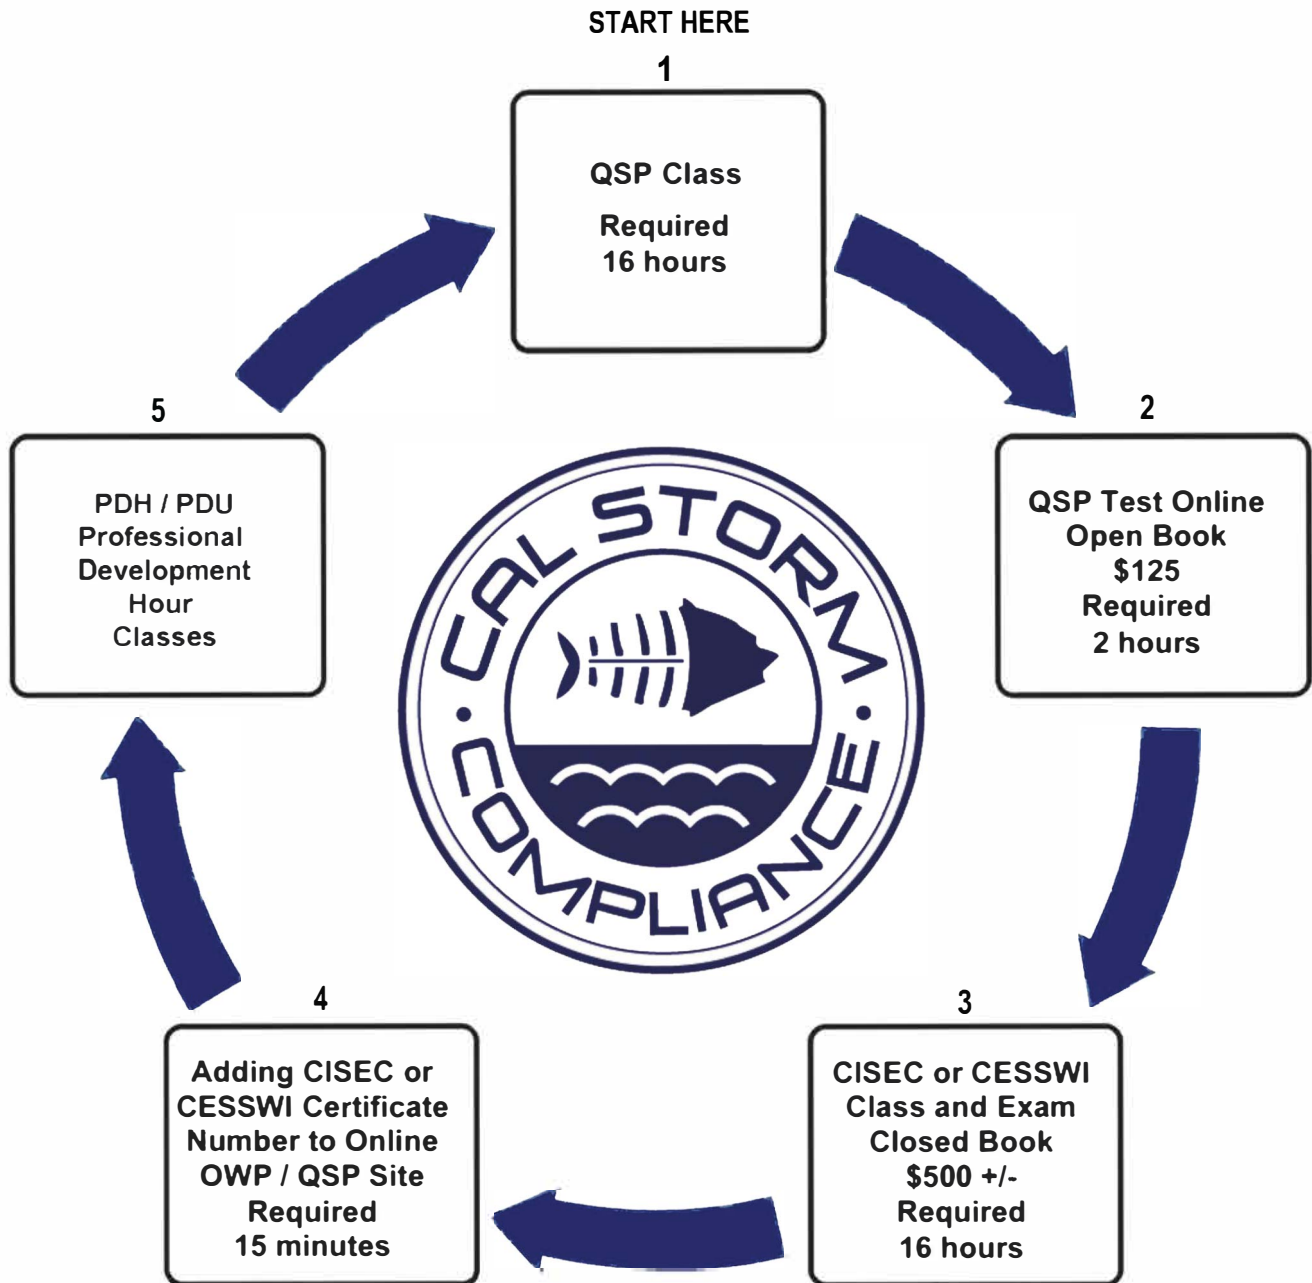 START HERE
1
QSP Class
Required
16 hours
2
QSP Test Online
Open Book
$125
Required
2 hours
3
CISEC or CESSWI
Class and Exam
Closed Book
$500 +/-
Required
16 hours
4
Adding CISEC or
CESSWI Certificate
Number to Online
OWP / QSP Site
Required
15 minutes
5
PDH / PDU
Professional
Development
Hour
Classes
CAL STORM
• COMPLIANCE •